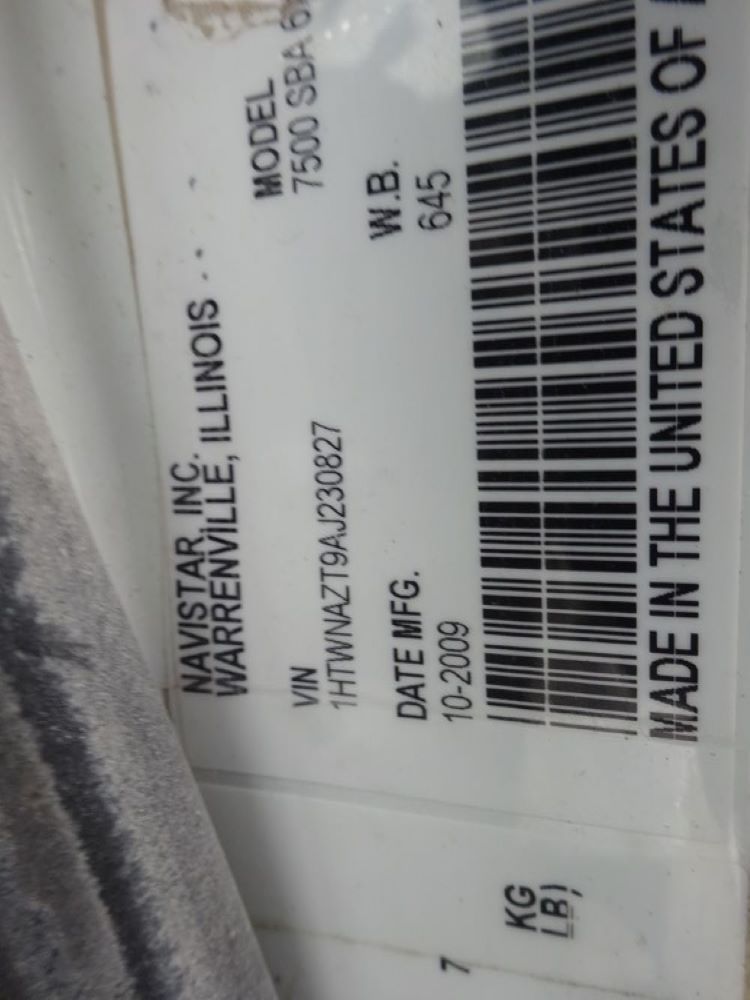 NAVISTAR, INC.
WARRENVILLE, ILLINOIS
VIN
1HTWNAZT9AJ230827
MODEL
7500 SBA 6
DATE MFG.
10-2009
W.B.
645
MADE IN THE UNITED STATES OF
7
KG
LB)